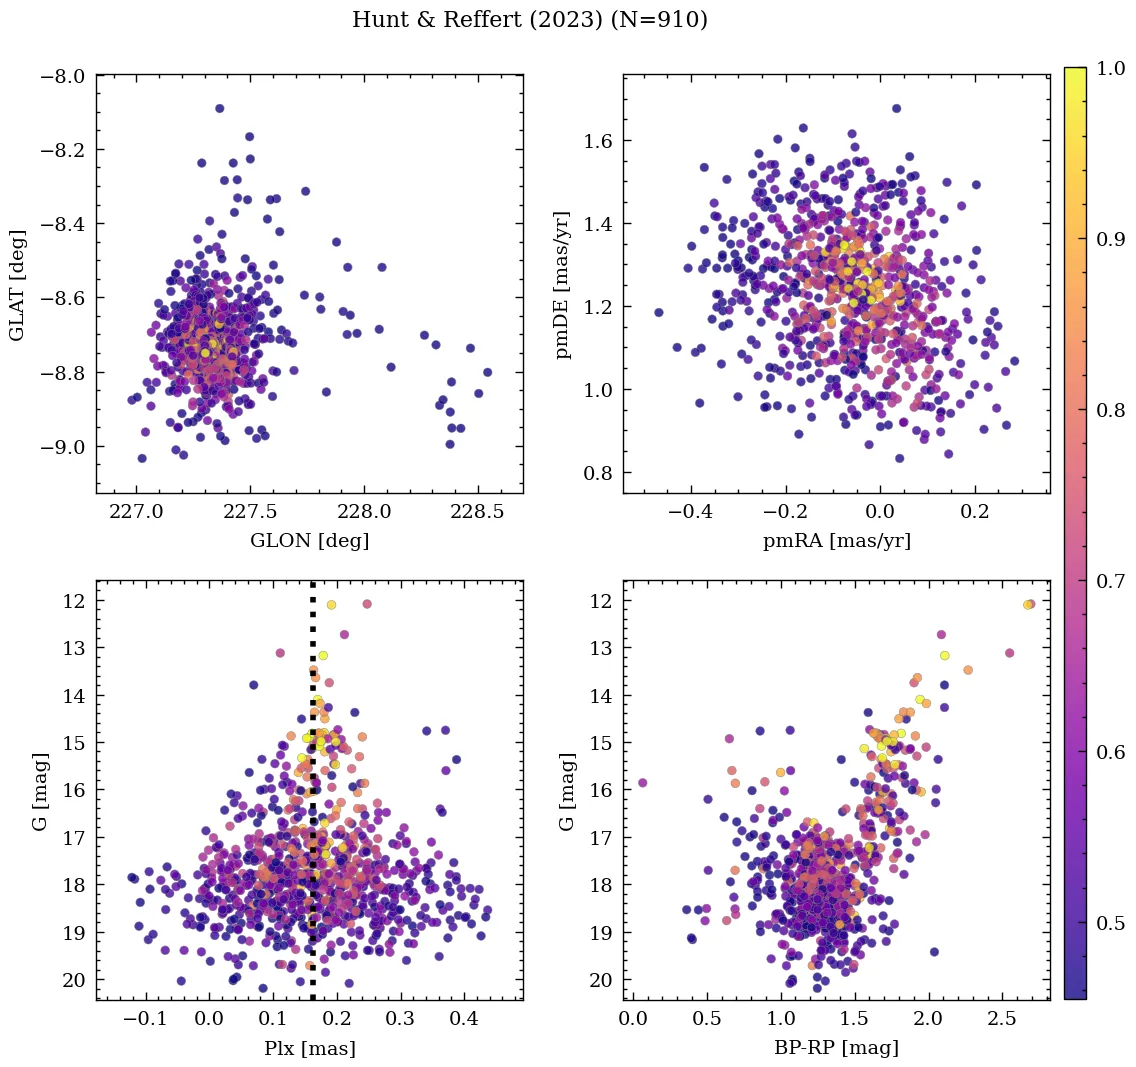 Hunt & Reffert (2023) (N=910)
−8.0
−8.2
−8.4
−8.6
−8.8
−9.0
GLAT [deg]
227.0 227.5 228.0 228.5
GLON [deg]
1.6
1.4
1.2
1.0
0.8
pmDE [mas/yr]
−0.4 −0.2 0.0 0.2
pmRA [mas/yr]
1.0
0.9
0.8
0.7
0.6
0.5
12
13
14
15
16
17
18
19
20
G [mag]
−0.1 0.0 0.1 0.2 0.3 0.4
Plx [mas]
12
13
14
15
16
17
18
19
20
G [mag]
0.0 0.5 1.0 1.5 2.0 2.5
BP-RP [mag]